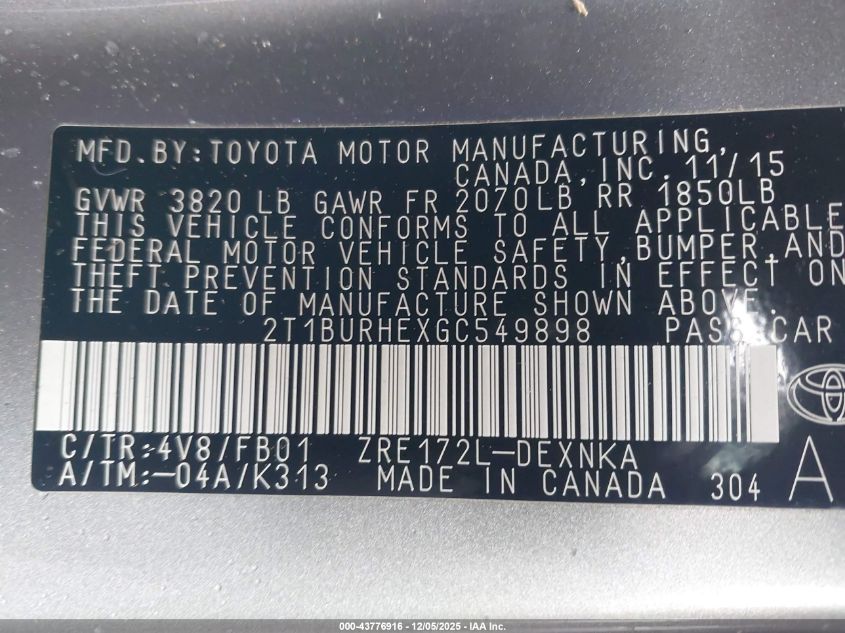 MFD.BY:TOYOTA MOTOR MANUFACTURING,
CANADA,INC. 11/15
GVWR 3820 LB GAWR FR 2070LB RR 1850LB
THIS VEHICLE CONFORMS TO ALL APPLICABLE
FEDERAL MOTOR VEHICLE SAFETY,BUMPER,AND
THEFT PREVENTION STANDARDS IN EFFECT ON
THE DATE OF MANUFACTURE SHOWN ABOVE.
2T1BURHEXGC549898 PASS CAR
C/TR:4V8/FB01 ZRE172L-DEXNKA
A/TM:-04A/K313 MADE IN CANADA 304 A
000-43776916 - 12/05/2025 - IAA Inc.